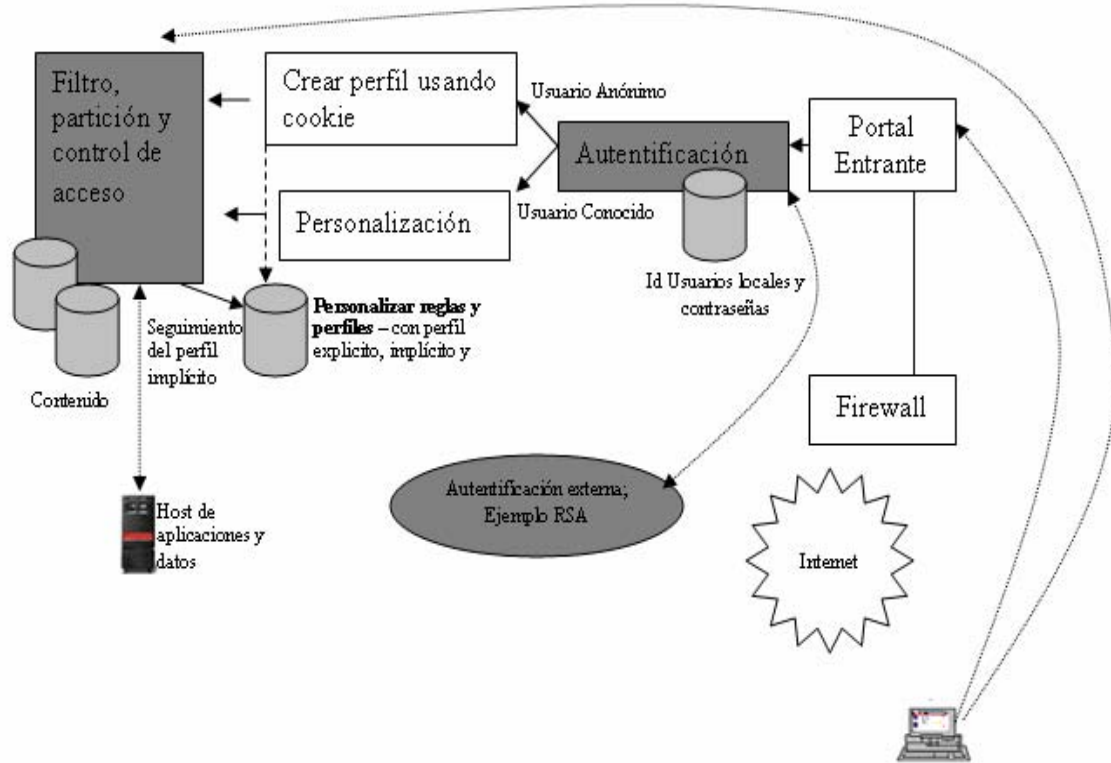 Filtro,
partición y
control de
acceso
Crear perfil usando
cookie
Usuario Anónimo
Autentificación
Portal
Entrante
Personalización
Usuario Conocido
Id Usuarios locales y
contraseñas
Seguimiento
del perfil
implícito
Personalizar reglas y
perfiles – con perfil
explicito, implícito y
Contenido
Firewall
Autentificación externa;
Ejemplo RSA
Host de
aplicaciones y
datos
Internet